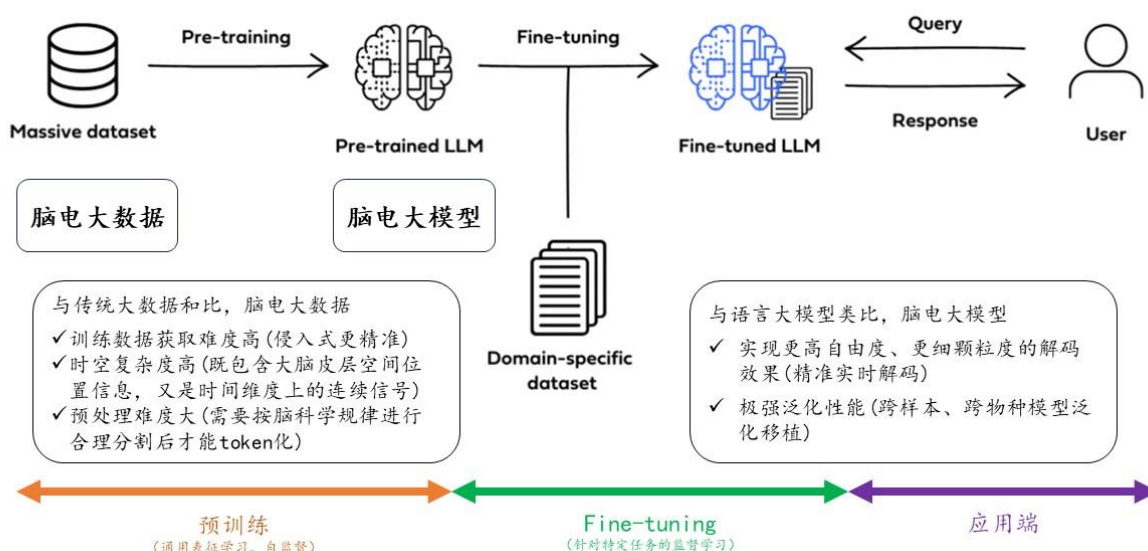 Pre-training
Fine-tuning
Query
Response
Massive dataset
Pre-trained LLM
Fine-tuned LLM
User
脑电大数据
脑电大模型
Domain-specific
dataset
与传统大数据和比，脑电大数据
✓训练数据获取难度高(侵入式更精准)
✓时空复杂度高(既包含大脑皮层空间位
置信息，又是时间维度上的连续信号)
✓预处理难度大(需要按脑科学规律进行
合理分割后才能token化)
与语言大模型类比，脑电大模型
✓ 实现更高自由度、更细颗粒度的解码
效果(精准实时解码)
✓ 极强泛化性能(跨样本、跨物种模型泛
化移植)
预训练
(通用表征学习，自监督)
Fine-tuning
(针对特定任务的监督学习)
应用端